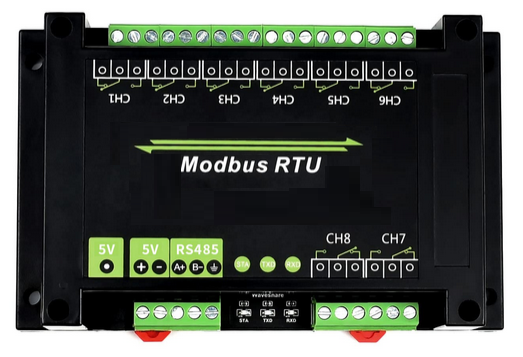 CH1 CH2 CH3 CH4 CH5 CH6
Modbus RTU
CH8 CH7
5V 5V RS485
+ - A+ B-
STA TXD RXD
Waveshare
STA TXD RXD